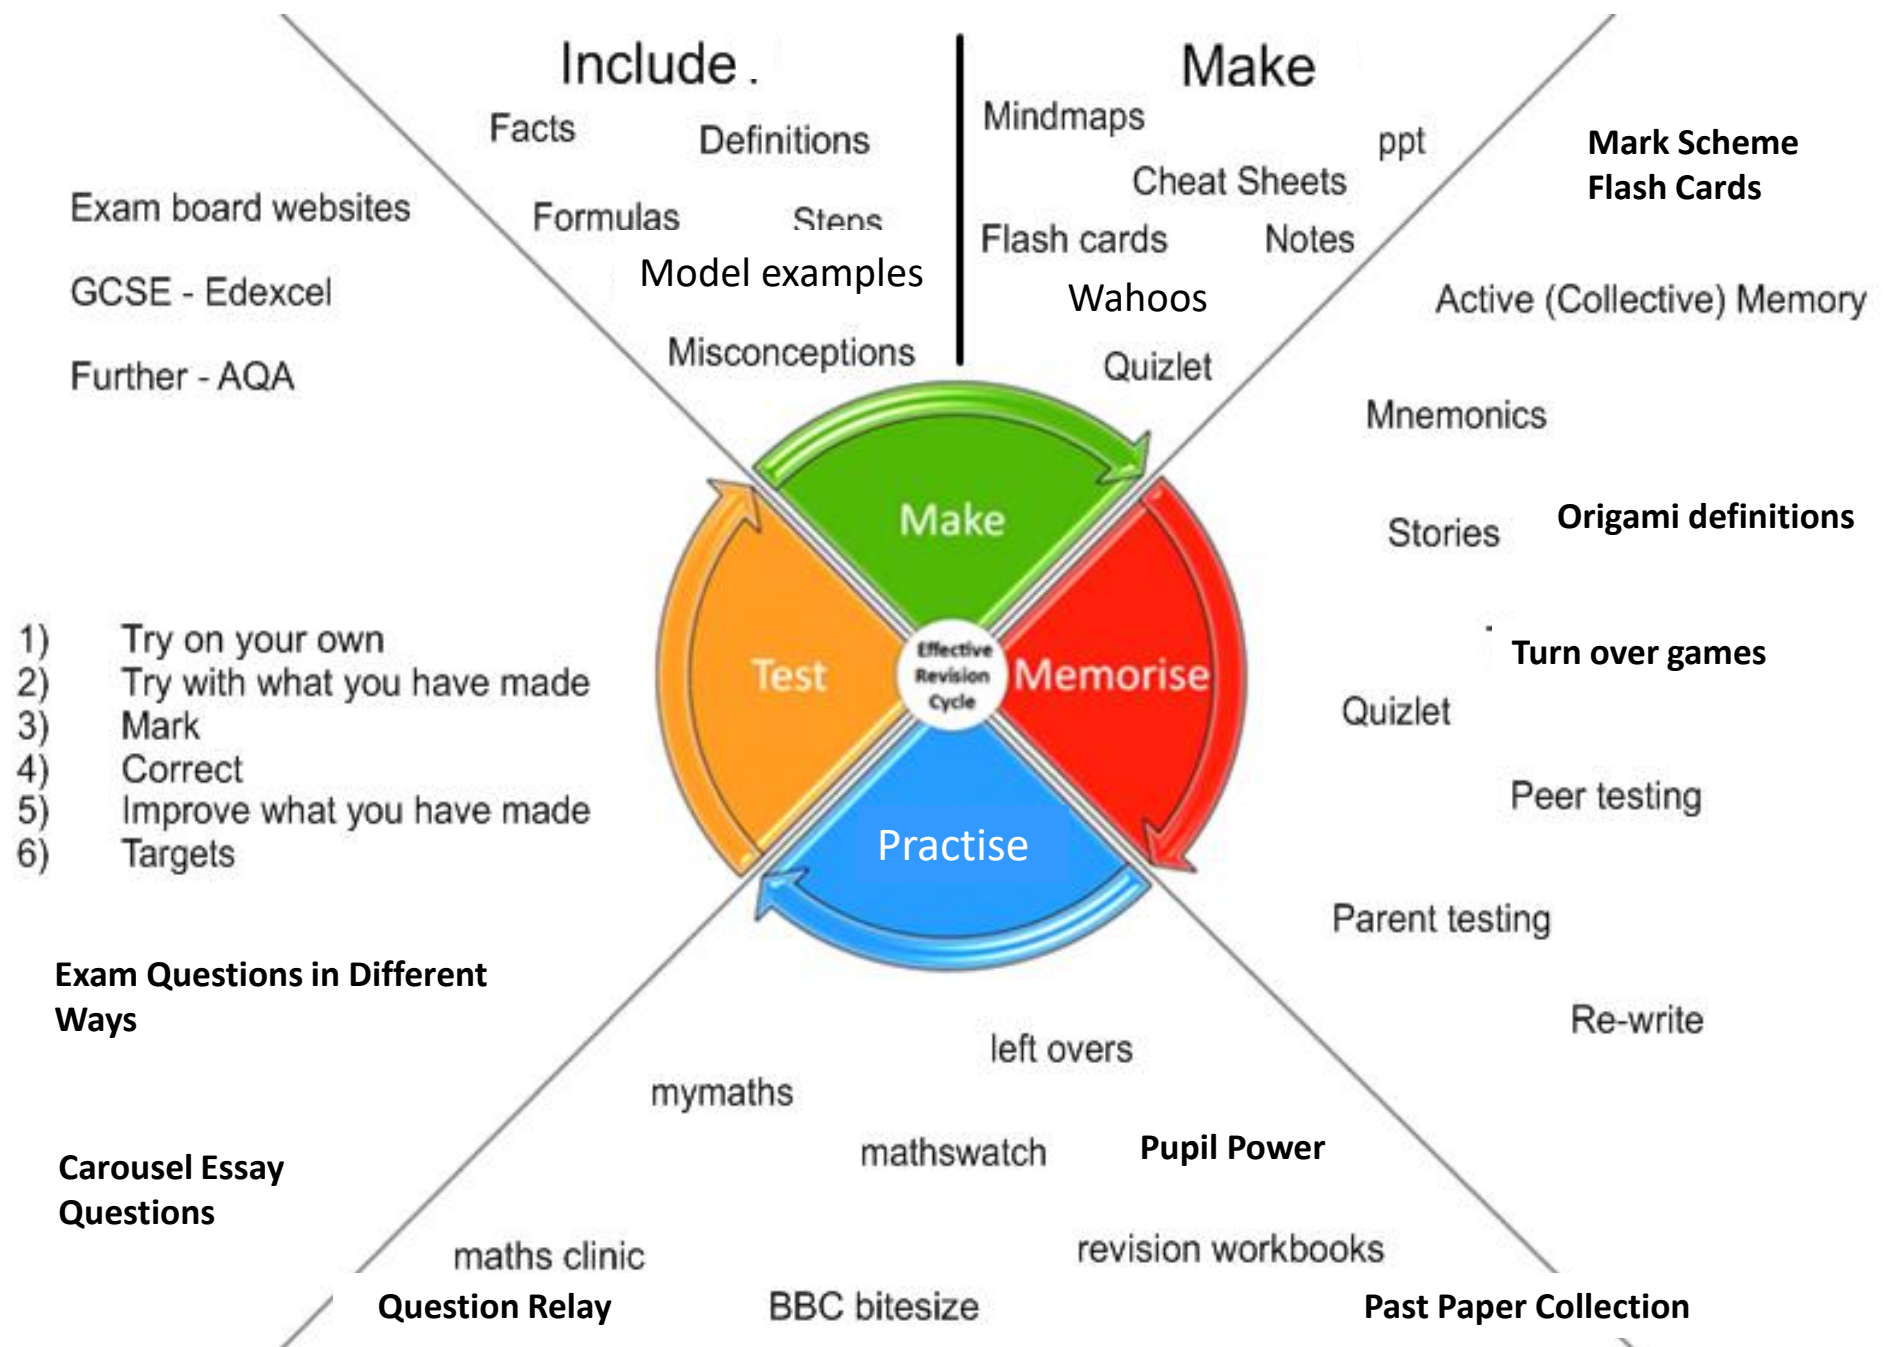 Include .
Facts
Definitions
Formulas
Steps
Model examples
Misconceptions
Make
Mindmaps
ppt
Cheat Sheets
Flash cards
Notes
Wahoos
Quizlet
Mark Scheme
Flash Cards
Active (Collective) Memory
Mnemonics
Stories
Origami definitions
Turn over games
Quizlet
Peer testing
Parent testing
Re-write
Exam board websites
GCSE - Edexcel
Further - AQA
1) Try on your own
2) Try with what you have made
3) Mark
4) Correct
5) Improve what you have made
6) Targets
Exam Questions in Different
Ways
Carousel Essay
Questions
Make
Test
Effective
Revision
Cycle
Memorise
Practise
left overs
mymaths
mathswatch
Pupil Power
maths clinic
revision workbooks
Question Relay
BBC bitesize
Past Paper Collection